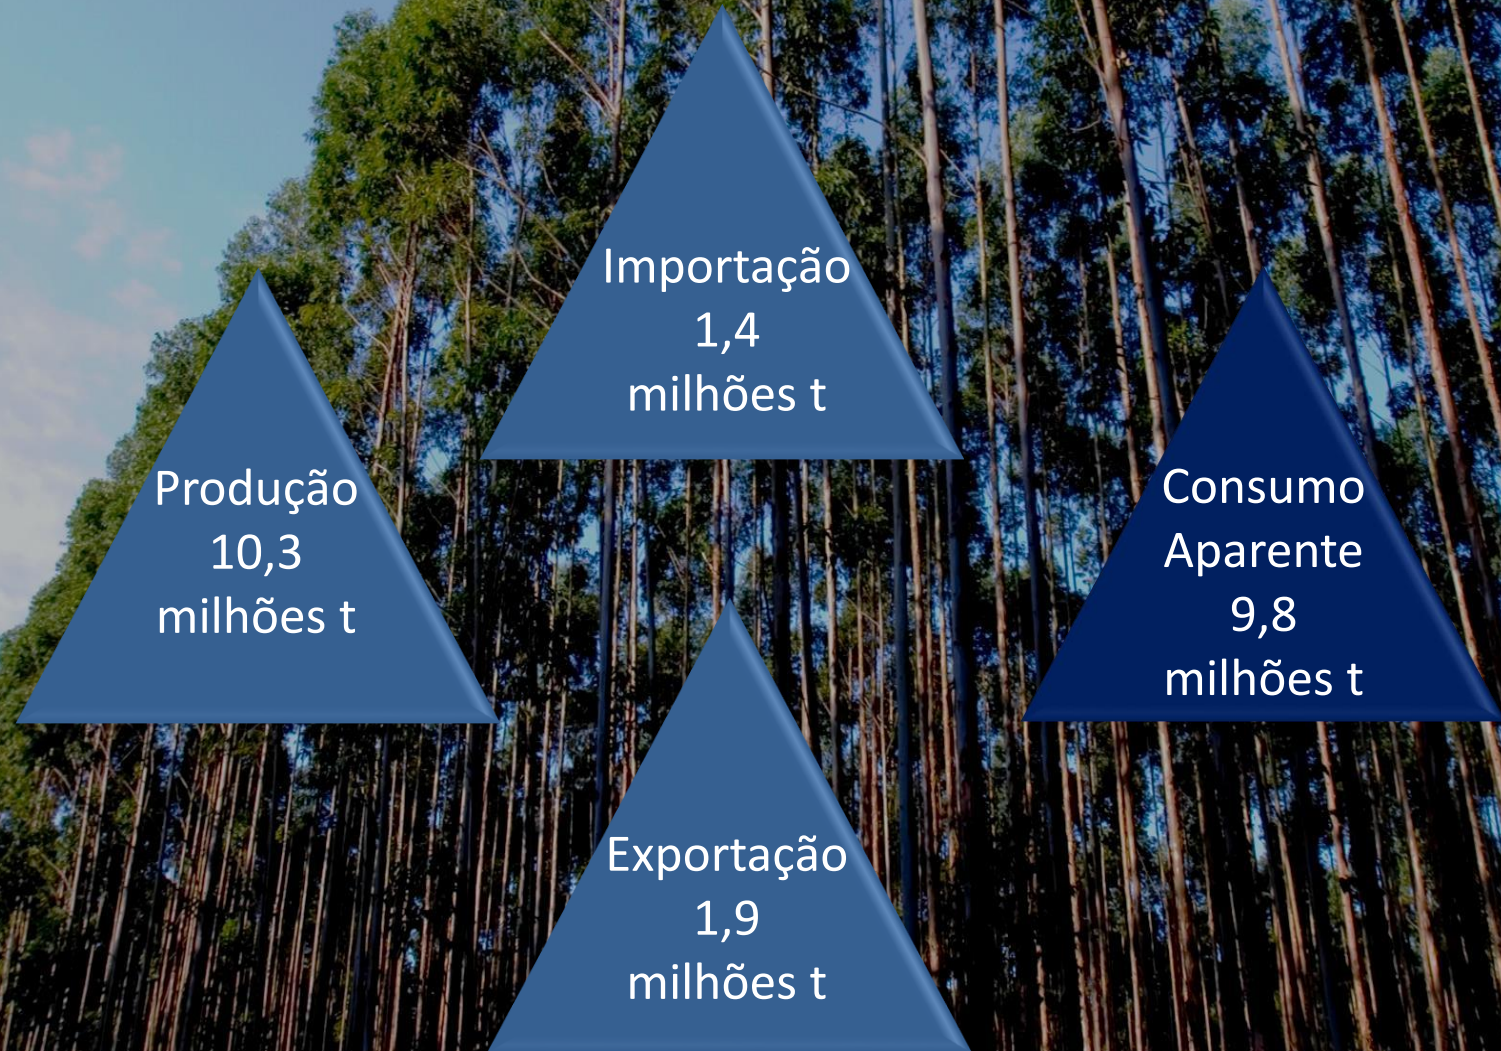 Importação
1,4
milhões t
Produção
10,3
milhões t
Consumo
Aparente
9,8
milhões t
Exportação
1,9
milhões t